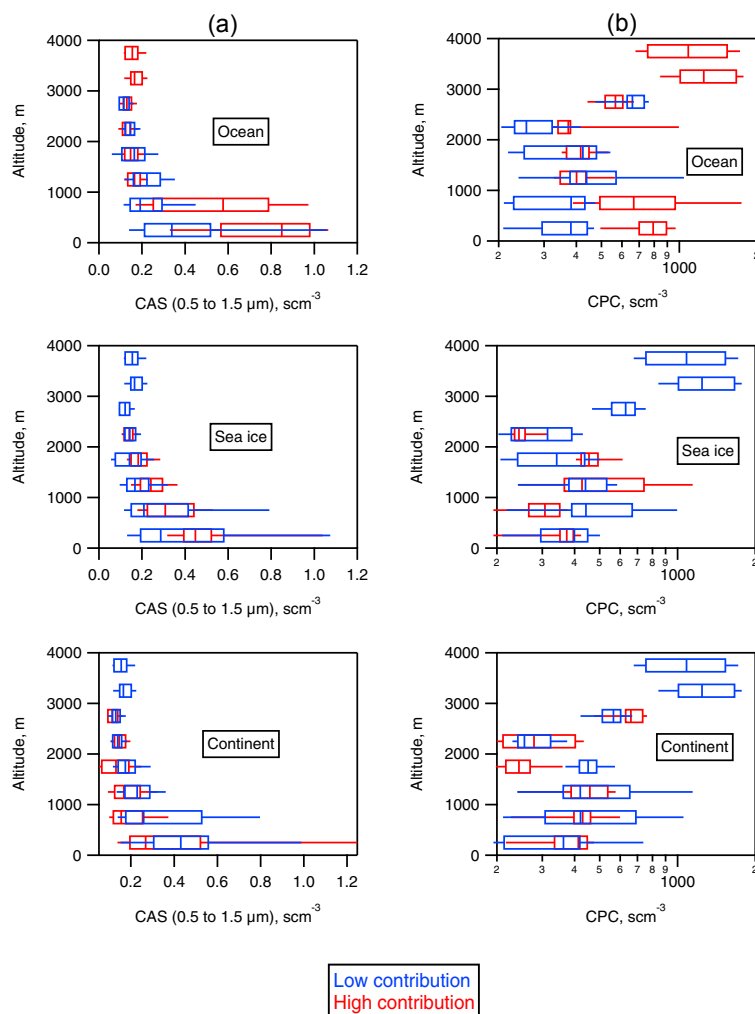 (a)
(b)
4000
3000
2000
1000
0
Altitude, m
Ocean
0.0 0.2 0.4 0.6 0.8 1.0 1.2
CAS (0.5 to 1.5 µm), scm⁻³
4000
3000
2000
1000
0
Altitude, m
Ocean
2 3 4 5 6 7 8 9 1000 2
CPC, scm⁻³
4000
3000
2000
1000
0
Altitude, m
Sea ice
0.0 0.2 0.4 0.6 0.8 1.0 1.2
CAS (0.5 to 1.5 µm), scm⁻³
4000
3000
2000
1000
0
Altitude, m
Sea ice
2 3 4 5 6 7 8 9 1000 2
CPC, scm⁻³
4000
3000
2000
1000
0
Altitude, m
Continent
0.2 0.4 0.6 0.8 1.0 1.2
CAS (0.5 to 1.5 µm), scm⁻³
4000
3000
2000
1000
0
Altitude, m
Continent
2 3 4 5 6 7 8 9 1000 2
CPC, scm⁻³
Low contribution
High contribution